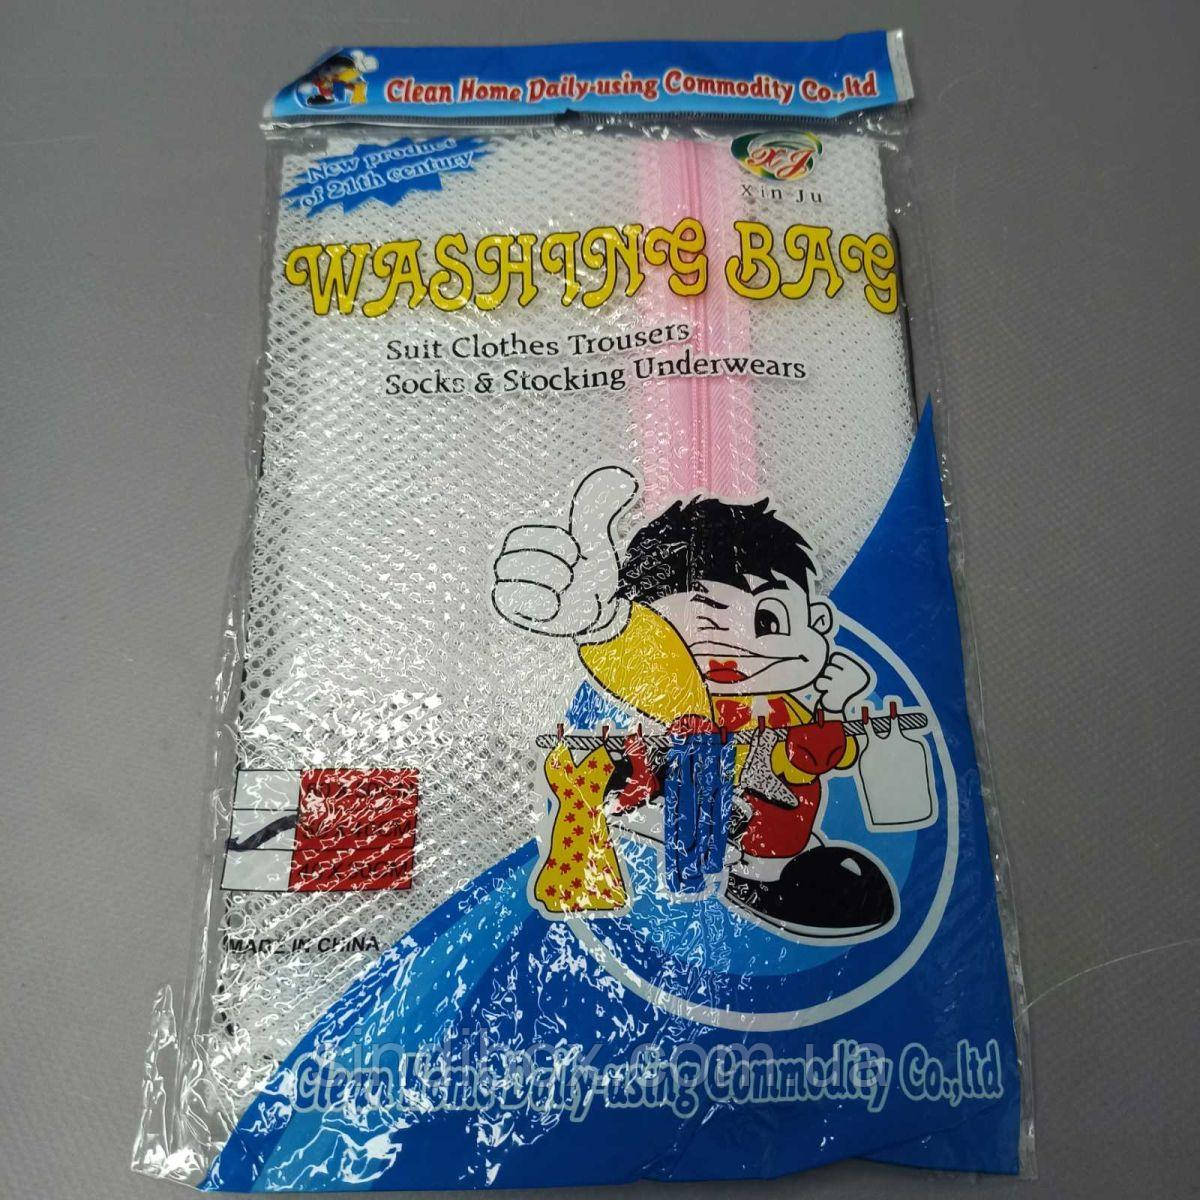 Clean Home Daily-using Commodity Co.,ltd
New product
of 21th century
XJ
Xin Ju
WASHING BAG
Suit Clothes Trousers
Socks & Stocking Underwears
MADE IN CHINA
Clean Home Daily-using Commodity Co.,ltd